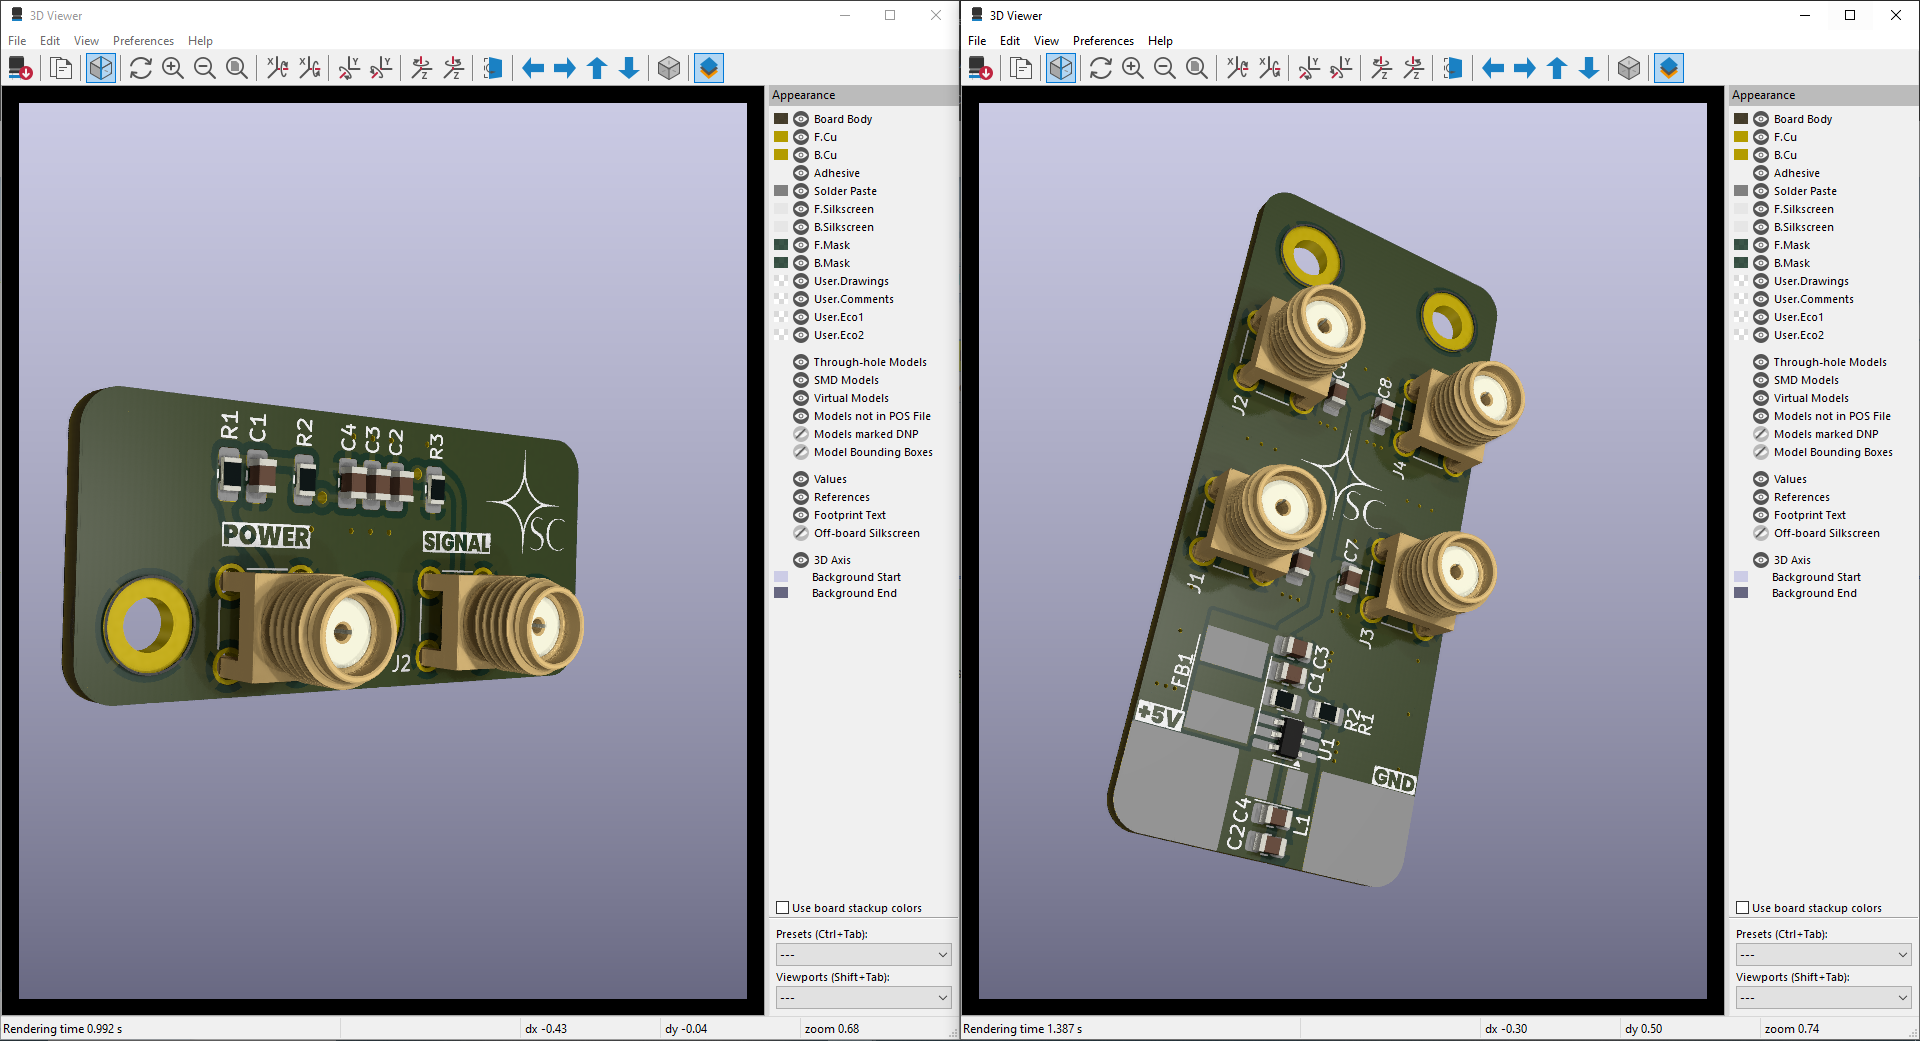 3D Viewer
File Edit View Preferences Help
R1 C1 R2 C4 C3 C2 R3
POWER
SIGNAL
SC
J2
Appearance
Board Body
F.Cu
B.Cu
Adhesive
Solder Paste
F.Silkscreen
B.Silkscreen
F.Mask
B.Mask
User.Drawings
User.Comments
User.Eco1
User.Eco2
Through-hole Models
SMD Models
Virtual Models
Models not in POS File
Models marked DNP
Model Bounding Boxes
Values
References
Footprint Text
Off-board Silkscreen
3D Axis
Background Start
Background End
Use board stackup colors
Presets (Ctrl+Tab):
---
Viewports (Shift+Tab):
---
Rendering time 0.992 s
dx -0.43
dy -0.04
zoom 0.68
3D Viewer
File Edit View Preferences Help
J2
C8
J4
SC
J1
C7
J3
FB1
C3
C1
+5V
R2
R1
U1
GND
C4
C2
L1
Appearance
Board Body
F.Cu
B.Cu
Adhesive
Solder Paste
F.Silkscreen
B.Silkscreen
F.Mask
B.Mask
User.Drawings
User.Comments
User.Eco1
User.Eco2
Through-hole Models
SMD Models
Virtual Models
Models not in POS File
Models marked DNP
Model Bounding Boxes
Values
References
Footprint Text
Off-board Silkscreen
3D Axis
Background Start
Background End
Use board stackup colors
Presets (Ctrl+Tab):
---
Viewports (Shift+Tab):
---
Rendering time 1.387 s
dx -0.30
dy 0.50
zoom 0.74